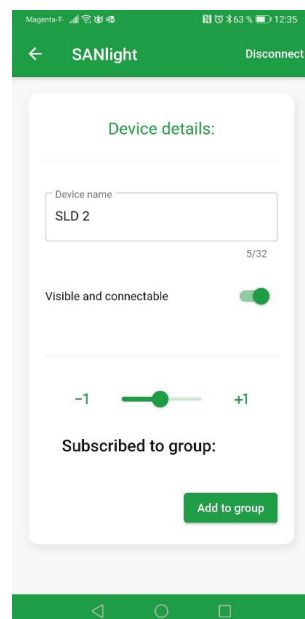 Magenta-T- 63 % 12:35
SANlight Disconnect
Device details:
Device name
SLD 2
5/32
Visible and connectable
-1 +1
Subscribed to group:
Add to group